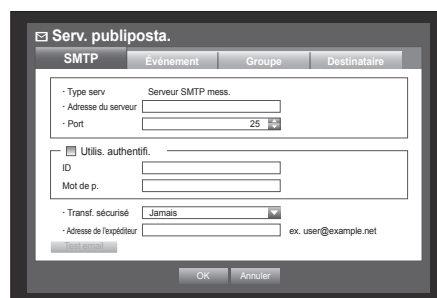 Serv. publiposta.
SMTP Événement Groupe Destinataire
· Type serv Serveur SMTP mess.
· Adresse du serveur
· Port 25
Utilis. authentifi.
ID
Mot de p.
· Transf. sécurisé Jamais
· Adresse de l'expéditeur ex. user@example.net
Test email
OK Annuler